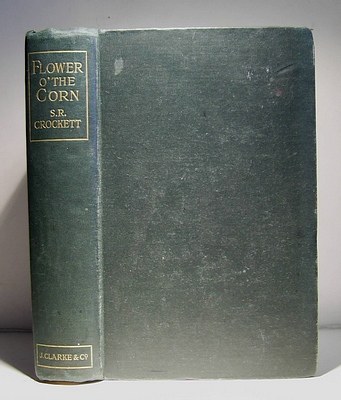 FLOWER
O' THE
CORN
S.R.
CROCKETT
J. CLARKE & Co